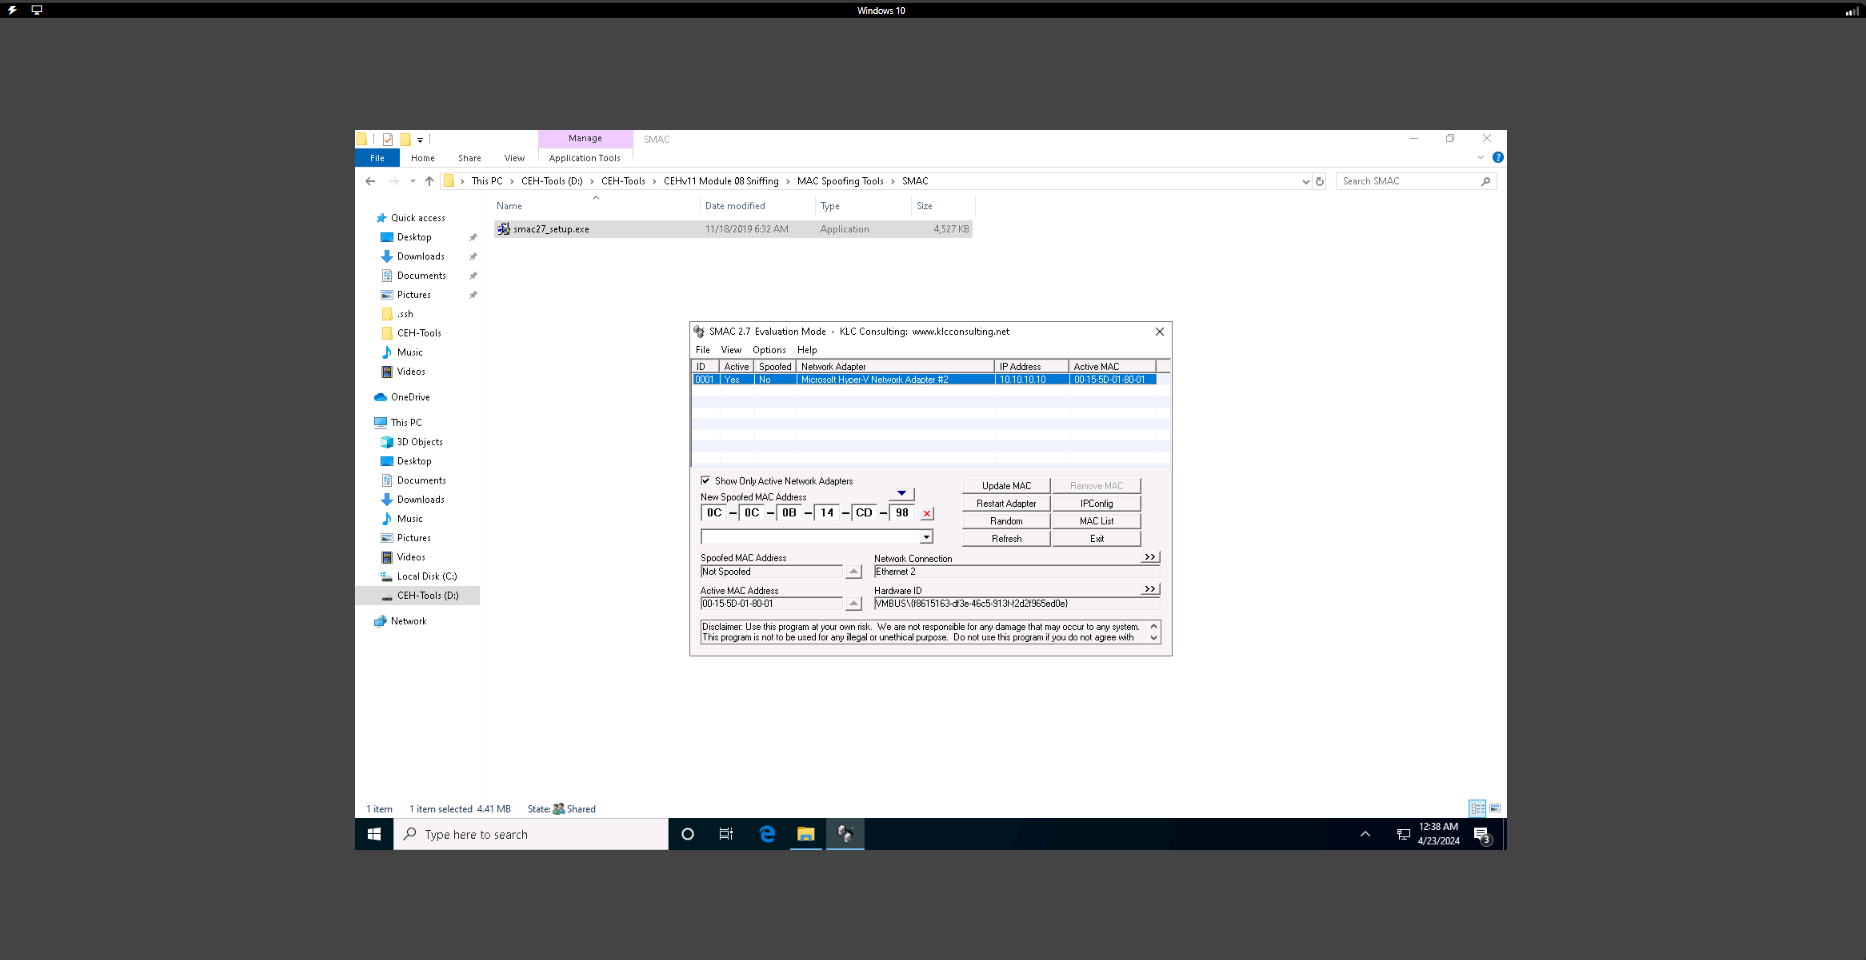 Windows 10
Manage
SMAC
File
Home
Share
View
Application Tools
This PC > CEH-Tools (D:) > CEH-Tools > CEHv11 Module 08 Sniffing > MAC Spoofing Tools > SMAC
Search SMAC
Name
Date modified
Type
Size
smac27_setup.exe
11/18/2019 6:32 AM
Application
4,527 KB
Quick access
Desktop
Downloads
Documents
Pictures
.ssh
CEH-Tools
Music
Videos
OneDrive
This PC
3D Objects
Desktop
Documents
Downloads
Music
Pictures
Videos
Local Disk (C:)
CEH-Tools (D:)
Network
SMAC 2.7 Evaluation Mode - KLC Consulting: www.klcconsulting.net
File View Options Help
ID Active Spoofed Network Adapter IP Address Active MAC
0001 Yes No Microsoft Hyper-V Network Adapter #2 10.10.10.10 00-15-5D-01-80-01
Show Only Active Network Adapters
New Spoofed MAC Address
0C - 0C - 0B - 14 - CD - 98
Update MAC
Remove MAC
Restart Adapter
IPConfig
Random
MAC List
Refresh
Exit
Spoofed MAC Address
Not Spoofed
Network Connection
>>
Ethernet 2
Active MAC Address
00-15-5D-01-80-01
Hardware ID
>>
VMBUS\{f8615163-df3e-46c5-913f-f2d2f965ed0e}
Disclaimer: Use this program at your own risk. We are not responsible for any damage that may occur to any system.
This program is not to be used for any illegal or unethical purpose. Do not use this program if you do not agree with
1 item
1 item selected 4.41 MB
State: Shared
Type here to search
12:38 AM
4/23/2024
3